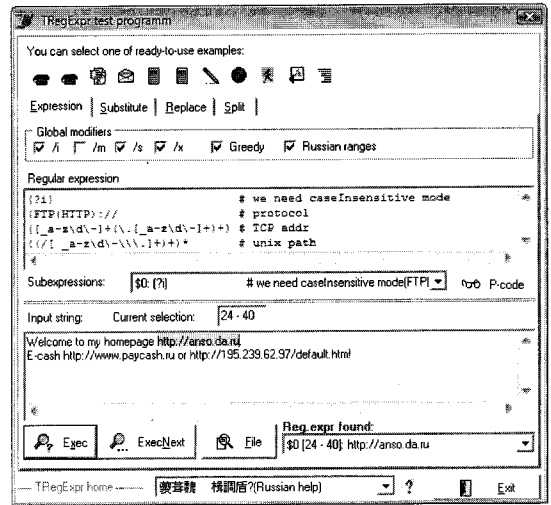 TRegExpr test programm
You can select one of ready-to-use examples:
Expression Substitute Replace Split
Global modifiers
/i /m /s /x Greedy Russian ranges
Regular expression
(?i) # we need caseInsensitive mode
(FTP|HTTP):// # protocol
([_a-z\d\-]+(\.[_a-z\d\-]+)+) # TCP addr
((/[ _a-z\d\-\\\.]+)+)* # unix path
Subexpressions: $0: (?i) # we need caseInsensitive mode(FTP| P-code
Input string: Current selection: 24 - 40
Welcome to my homepage http://anso.da.ru
E-cash http://www.paycash.ru or http://195.239.62.97/default.html
Reg.expr found:
Exec ExecNext File $0 [24 - 40]: http://anso.da.ru
TRegExpr home ?(Russian help) ? Exit